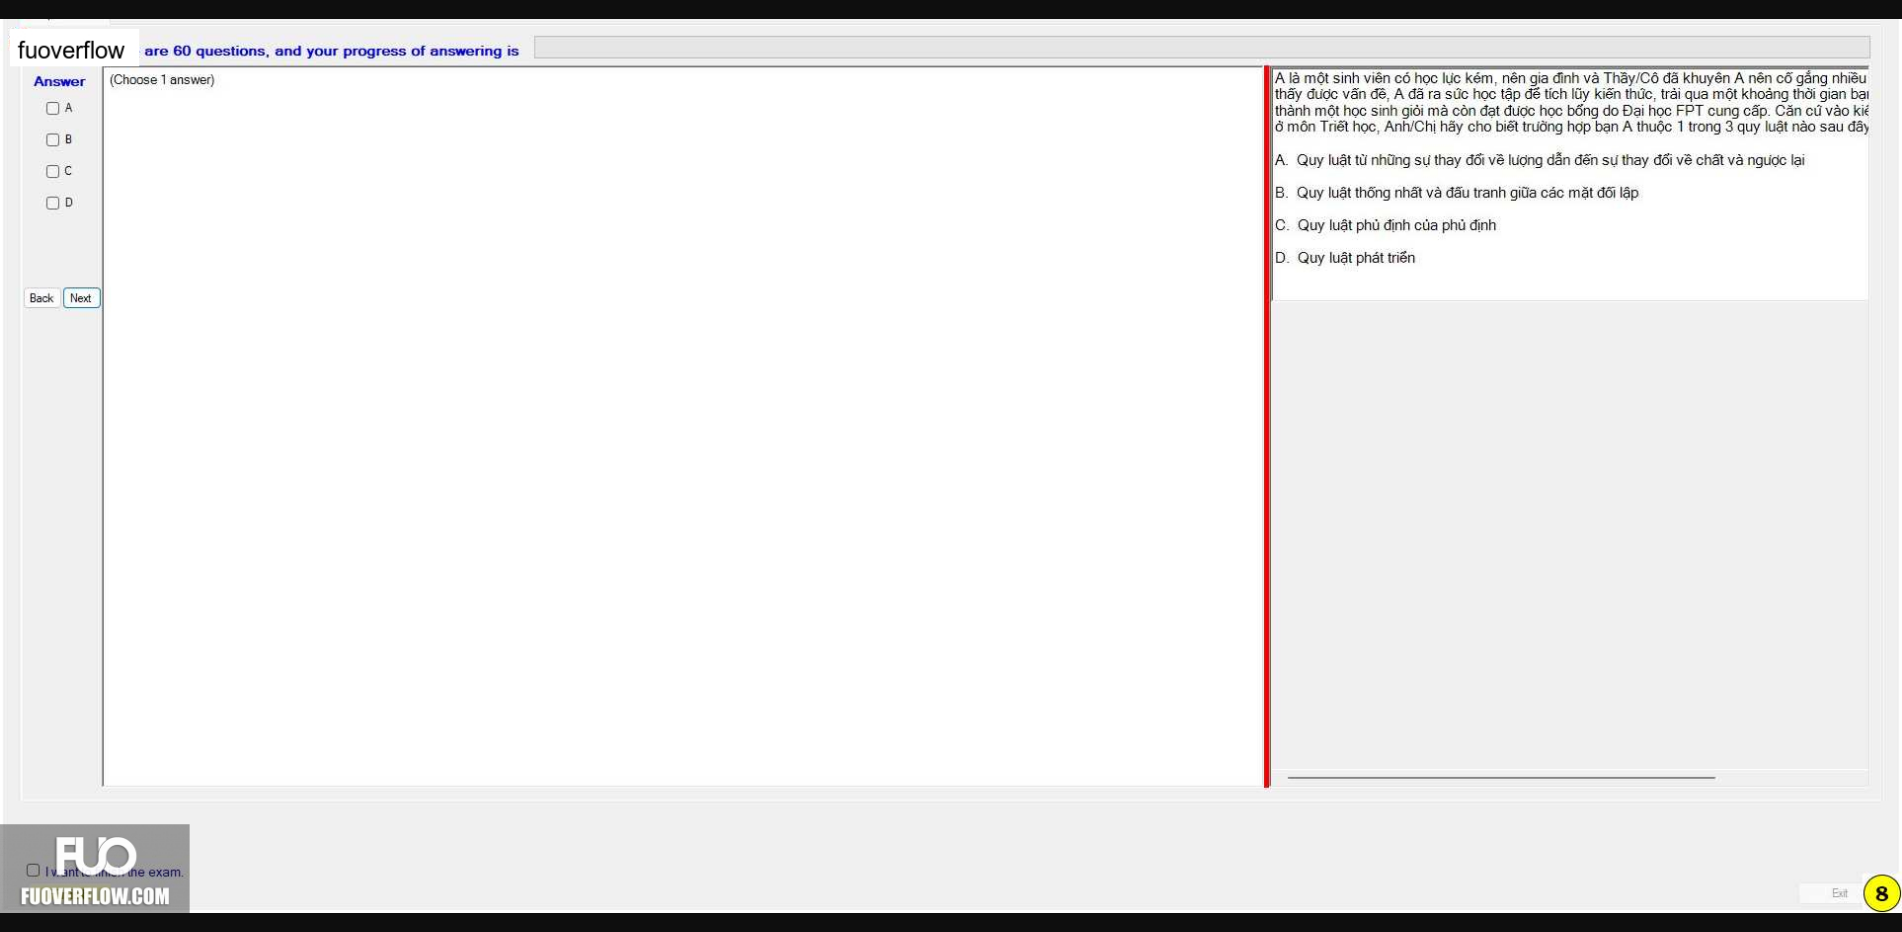 fuoverflow are 60 questions, and your progress of answering is
Answer
(Choose 1 answer)
A
B
C
D
Back Next
A là một sinh viên có học lực kém, nên gia đình và Thầy/Cô đã khuyên A nên cố gắng nhiều
thấy được vấn đề, A đã ra sức học tập để tích lũy kiến thức, trải qua một khoảng thời gian bạn
thành một học sinh giỏi mà còn đạt được học bổng do Đại học FPT cung cấp. Căn cứ vào
ở môn Triết học, Anh/Chị hãy cho biết trường hợp bạn A thuộc 1 trong 3 quy luật nào sau đây
A. Quy luật từ những sự thay đổi về lượng dẫn đến sự thay đổi về chất và ngược lại
B. Quy luật thống nhất và đấu tranh giữa các mặt đối lập
C. Quy luật phủ định của phủ định
D. Quy luật phát triển
FUO
I want the exam.
FUOVERFLOW.COM
Exit
8